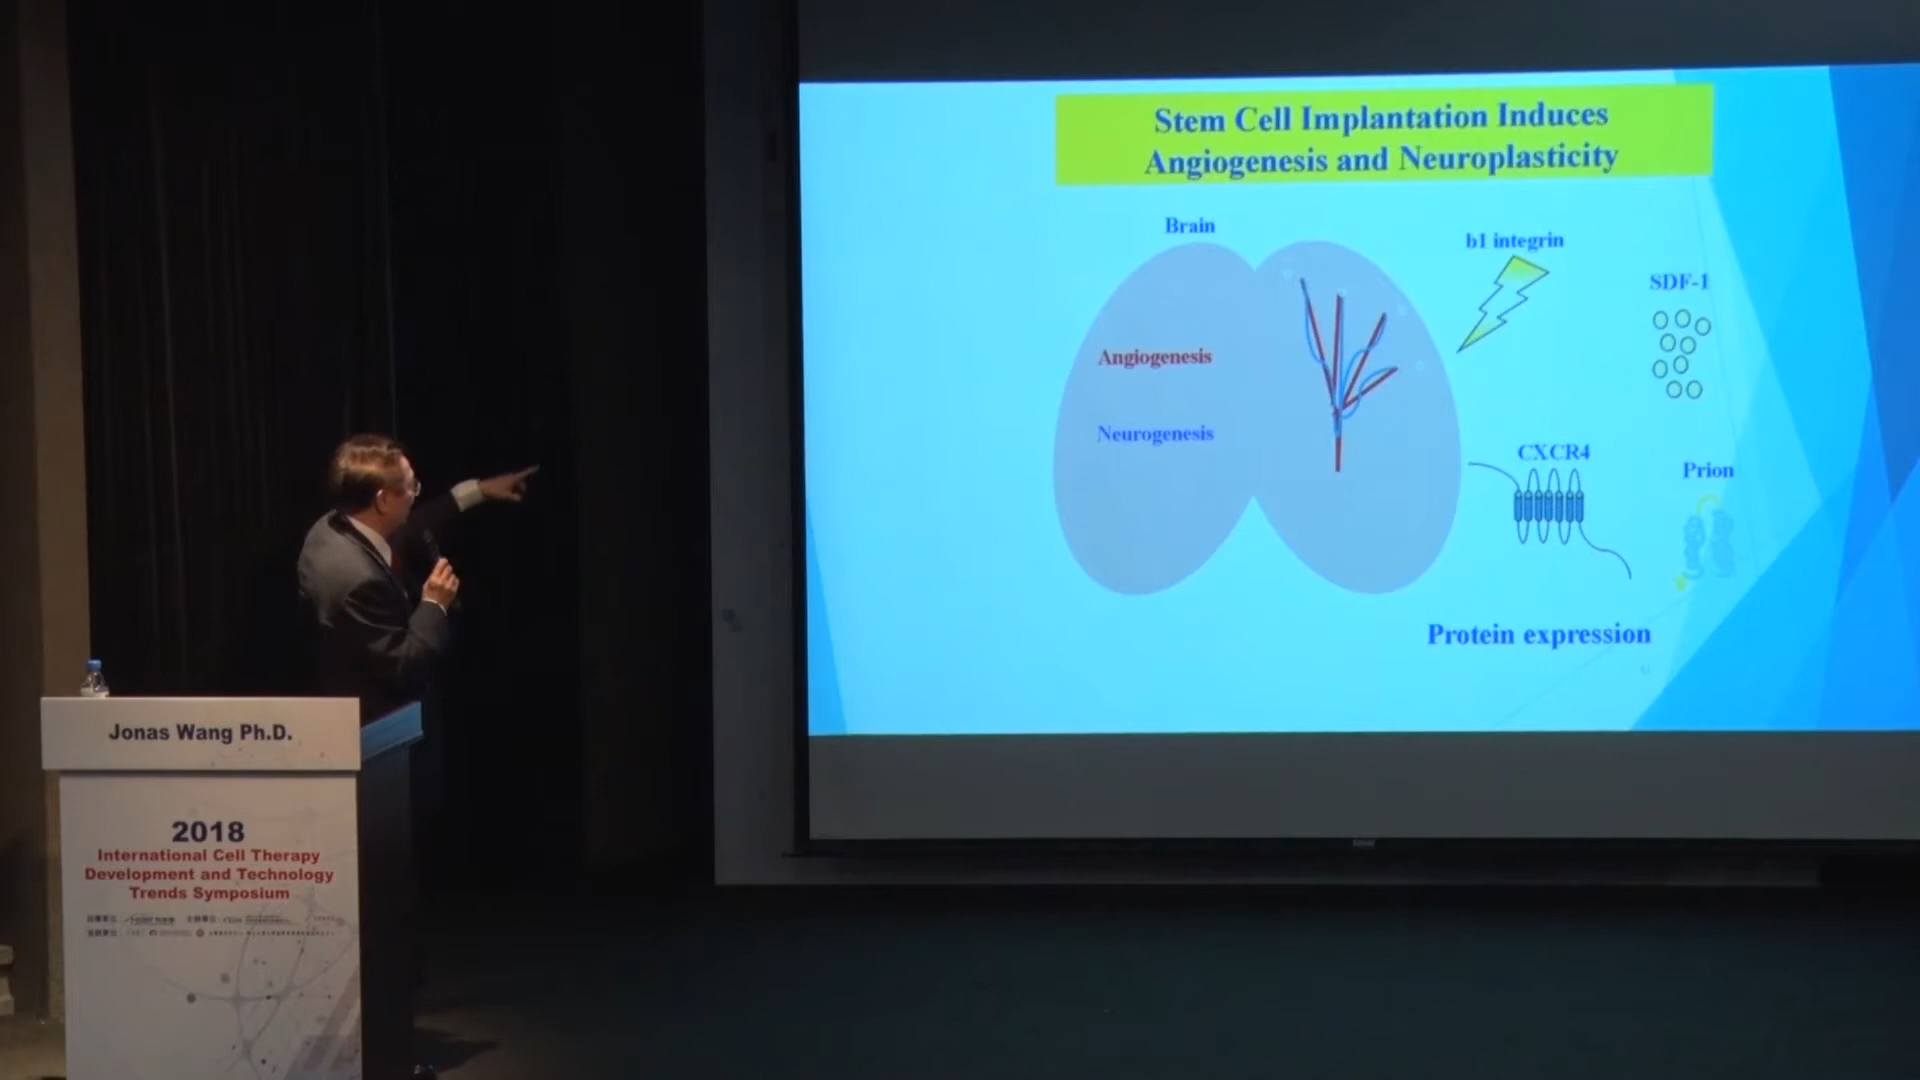 Stem Cell Implantation Induces
Angiogenesis and Neuroplasticity
Brain
b1 integrin
SDF-1
Angiogenesis
Neurogenesis
CXCR4
Prion
Protein expression
Jonas Wang Ph.D.
2018
International Cell Therapy
Development and Technology
Trends Symposium